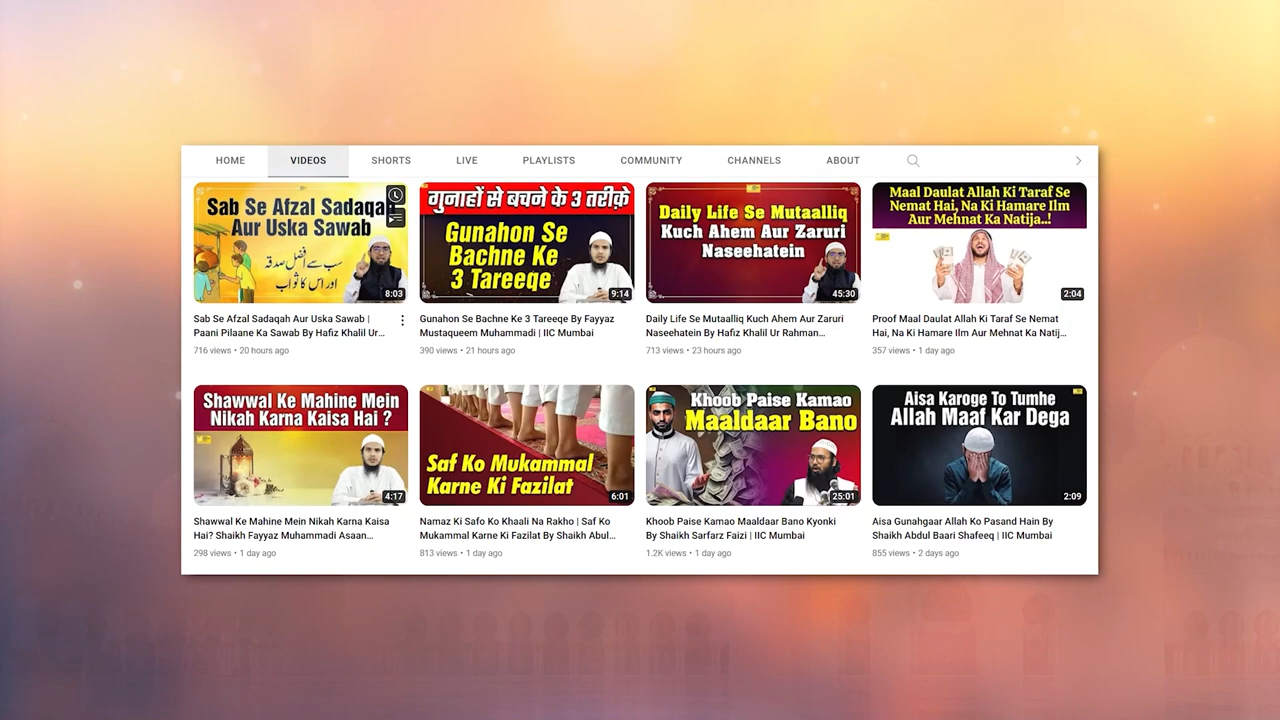 HOME VIDEOS SHORTS LIVE PLAYLISTS COMMUNITY CHANNELS ABOUT
Sab Se Afzal Sadaqah
Aur Uska Sawab
سب سے افضل صدقہ
اور اس کا ثواب
8:03
गुनाहों से बचने के 3 तरीक़े
Gunahon Se
Bachne Ke
3 Tareeqe
9:14
Daily Life Se Mutaalliq
Kuch Ahem Aur Zaruri
Naseehatein
45:30
Maal Daulat Allah Ki Taraf Se
Nemat Hai, Na Ki Hamare Ilm
Aur Mehnat Ka Natija..!
2:04
Sab Se Afzal Sadaqah Aur Uska Sawab |
Paani Pilaane Ka Sawab By Hafiz Khalil Ur...
716 views • 20 hours ago
Gunahon Se Bachne Ke 3 Tareeqe By Fayyaz
Mustaqueem Muhammadi | IIC Mumbai
390 views • 21 hours ago
Daily Life Se Mutaalliq Kuch Ahem Aur Zaruri
Naseehatein By Hafiz Khalil Ur Rahman...
713 views • 23 hours ago
Proof Maal Daulat Allah Ki Taraf Se Nemat
Hai, Na Ki Hamare Ilm Aur Mehnat Ka Natij...
357 views • 1 day ago
Shawwal Ke Mahine Mein
Nikah Karna Kaisa Hai ?
4:17
Saf Ko Mukammal
Karne Ki Fazilat
6:01
Khoob Paise Kamao
Maaldaar Bano
25:01
Aisa Karoge To Tumhe
Allah Maaf Kar Dega
2:09
Shawwal Ke Mahine Mein Nikah Karna Kaisa
Hai? Shaikh Fayyaz Muhammadi Asaan...
298 views • 1 day ago
Namaz Ki Safo Ko Khaali Na Rakho | Saf Ko
Mukammal Karne Ki Fazilat By Shaikh Abul...
813 views • 1 day ago
Khoob Paise Kamao Maaldaar Bano Kyonki
By Shaikh Sarfarz Faizi | IIC Mumbai
1.2K views • 1 day ago
Aisa Gunahgaar Allah Ko Pasand Hain By
Shaikh Abdul Baari Shafeeq | IIC Mumbai
855 views • 2 days ago